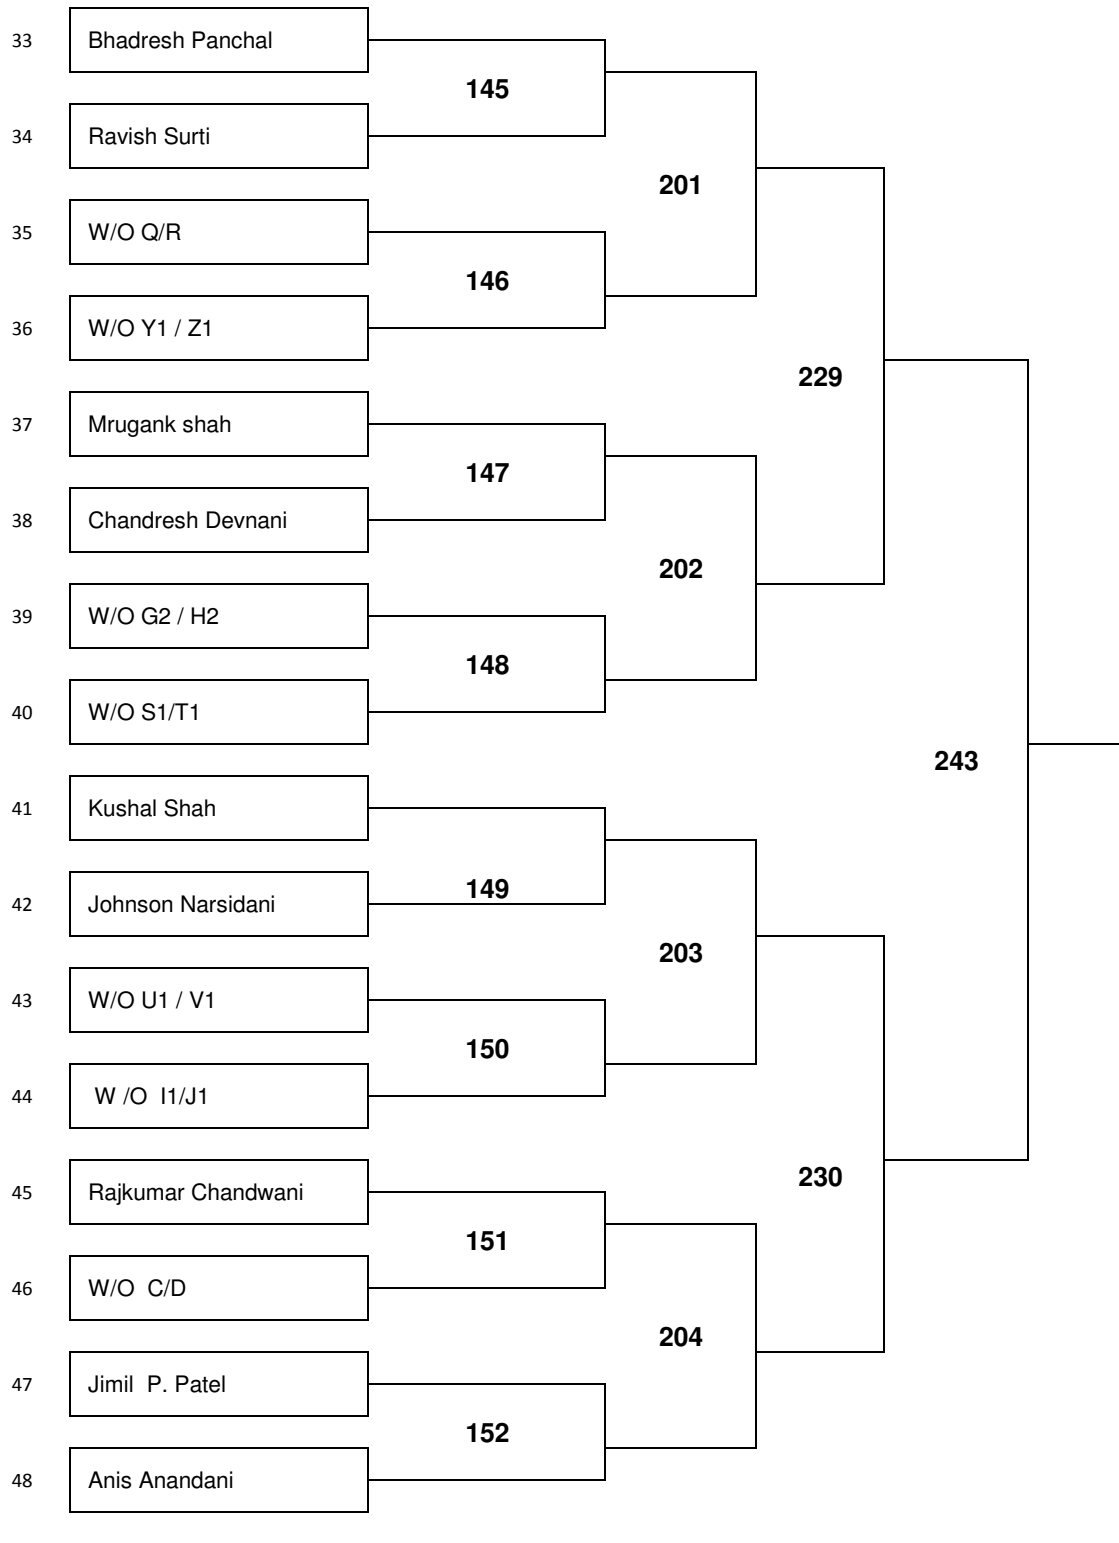 33 Bhadresh Panchal
145
34 Ravish Surti
201
35 W/O Q/R
146
36 W/O Y1 / Z1
229
37 Mrugank shah
147
38 Chandresh Devnani
202
39 W/O G2 / H2
148
40 W/O S1/T1
243
41 Kushal Shah
149
42 Johnson Narsidani
203
43 W/O U1 / V1
150
44 W /O  I1/J1
230
45 Rajkumar Chandwani
151
46 W/O  C/D
204
47 Jimil  P. Patel
152
48 Anis Anandani